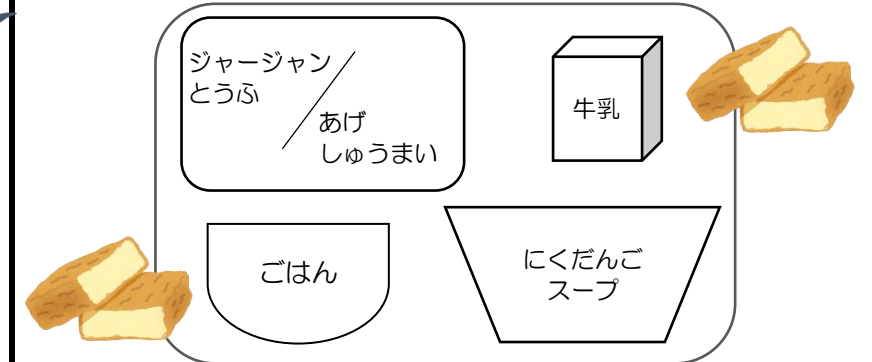 ジャージャン
とうふ
あげ
しゅうまい
牛乳
ごはん
にくだんご
スープ